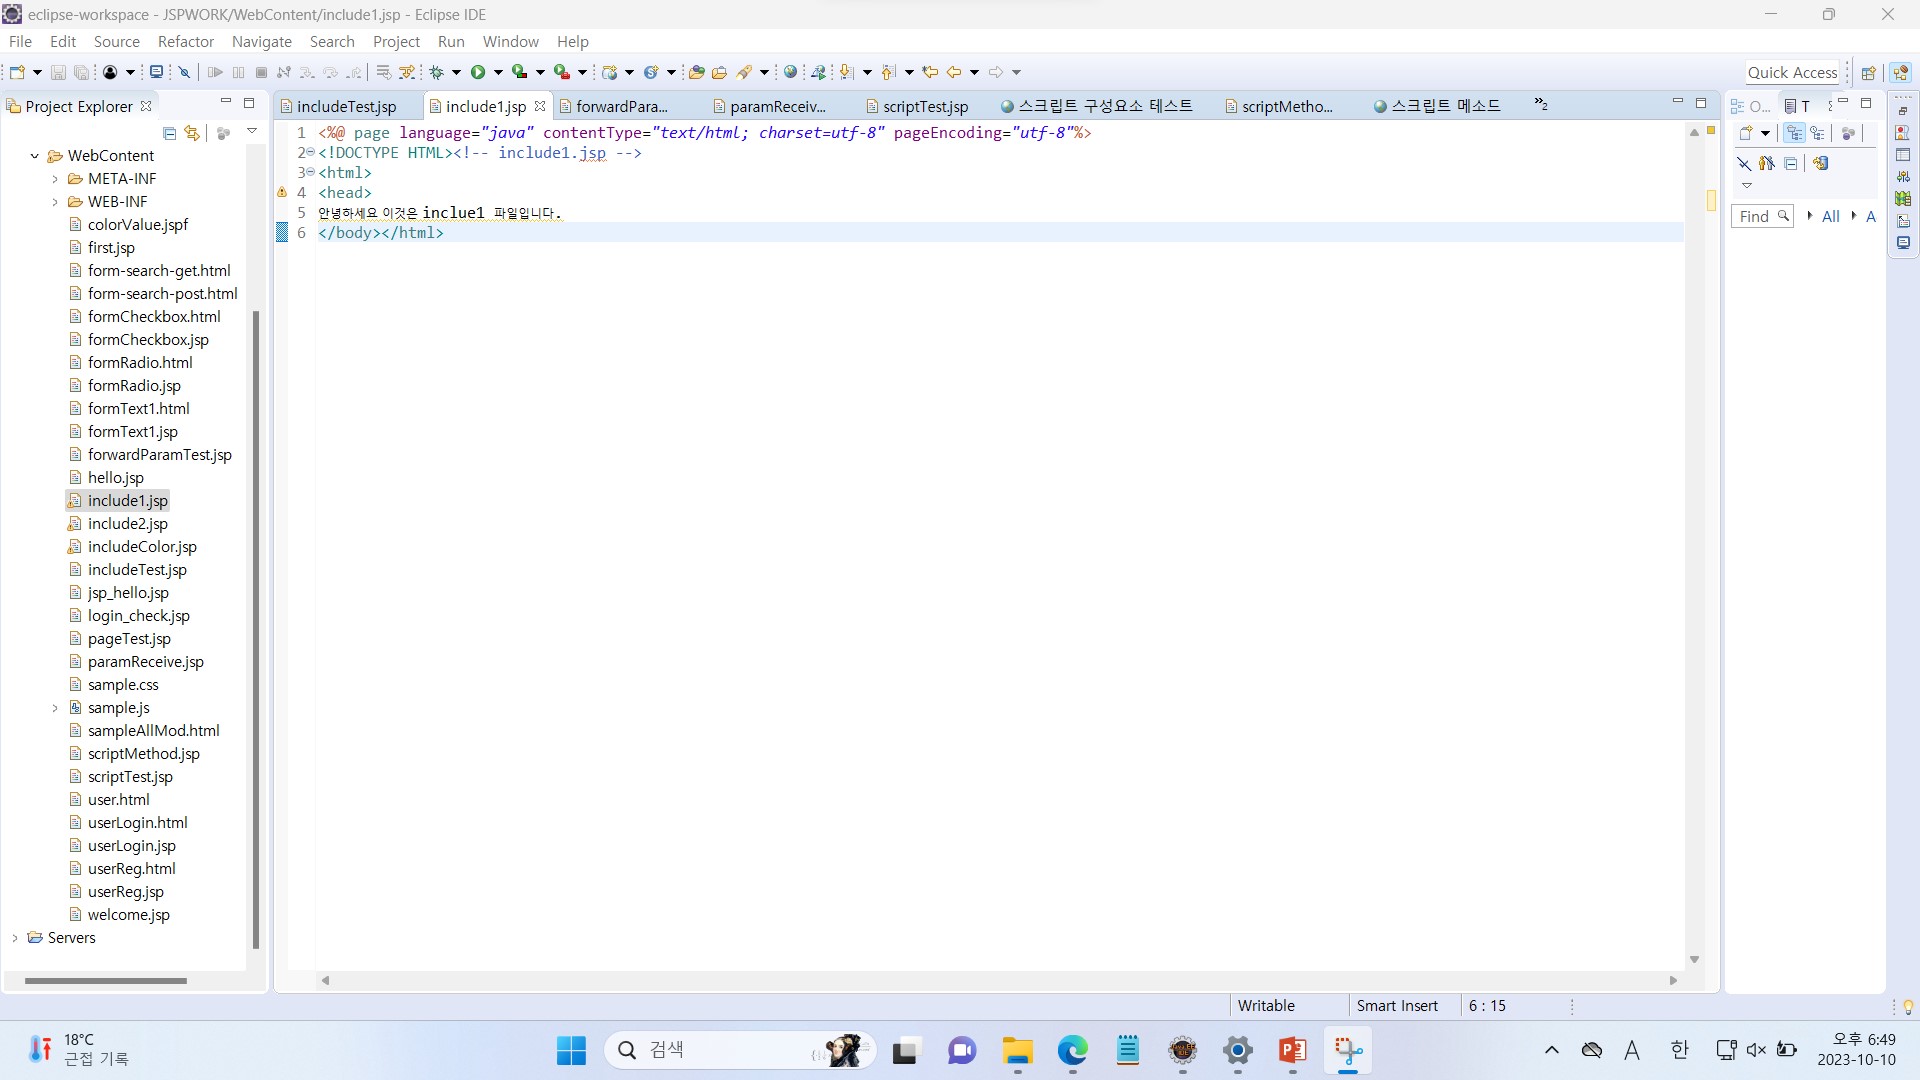 eclipse-workspace - JSPWORK/WebContent/include1.jsp - Eclipse IDE
File Edit Source Refactor Navigate Search Project Run Window Help
Quick Access
Project Explorer
includeTest.jsp include1.jsp forwardPara... paramReceiv... scriptTest.jsp 스크립트 구성요소 테스트 scriptMetho... 스크립트 메소드 »2
O... T
1 <%@ page language="java" contentType="text/html; charset=utf-8" pageEncoding="utf-8"%>
2 <!DOCTYPE HTML><!-- include1.jsp -->
3 <html>
4 <head>
5 안녕하세요 이것은 inclue1 파일입니다.
6 </body></html>
WebContent
META-INF
WEB-INF
colorValue.jspf
first.jsp
form-search-get.html
form-search-post.html
formCheckbox.html
formCheckbox.jsp
formRadio.html
formRadio.jsp
formText1.html
formText1.jsp
forwardParamTest.jsp
hello.jsp
include1.jsp
include2.jsp
includeColor.jsp
includeTest.jsp
jsp_hello.jsp
login_check.jsp
pageTest.jsp
paramReceive.jsp
sample.css
sample.js
sampleAllMod.html
scriptMethod.jsp
scriptTest.jsp
user.html
userLogin.html
userLogin.jsp
userReg.html
userReg.jsp
welcome.jsp
Servers
Find All A
Writable Smart Insert 6 : 15
18°C
근접 기록
검색
A 한
오후 6:49
2023-10-10